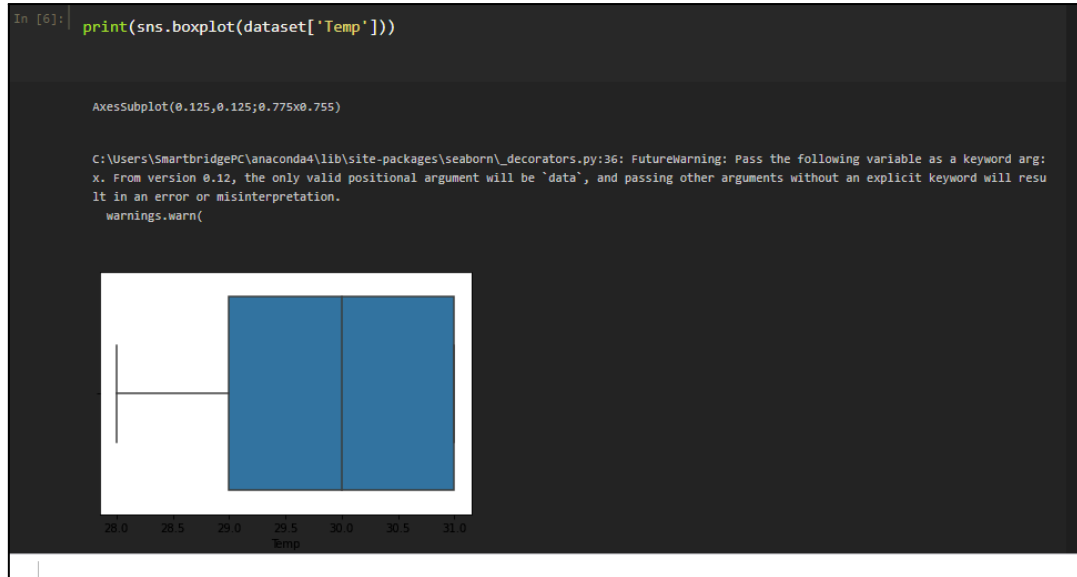 In [6]:
print(sns.boxplot(dataset['Temp']))
AxesSubplot(0.125,0.125;0.775x0.755)
C:\Users\SmartbridgePC\anaconda4\lib\site-packages\seaborn\_decorators.py:36: FutureWarning: Pass the following variable as a keyword arg:
x. From version 0.12, the only valid positional argument will be `data`, and passing other arguments without an explicit keyword will resu
lt in an error or misinterpretation.
warnings.warn(
28.0 28.5 29.0 29.5 30.0 30.5 31.0
Temp